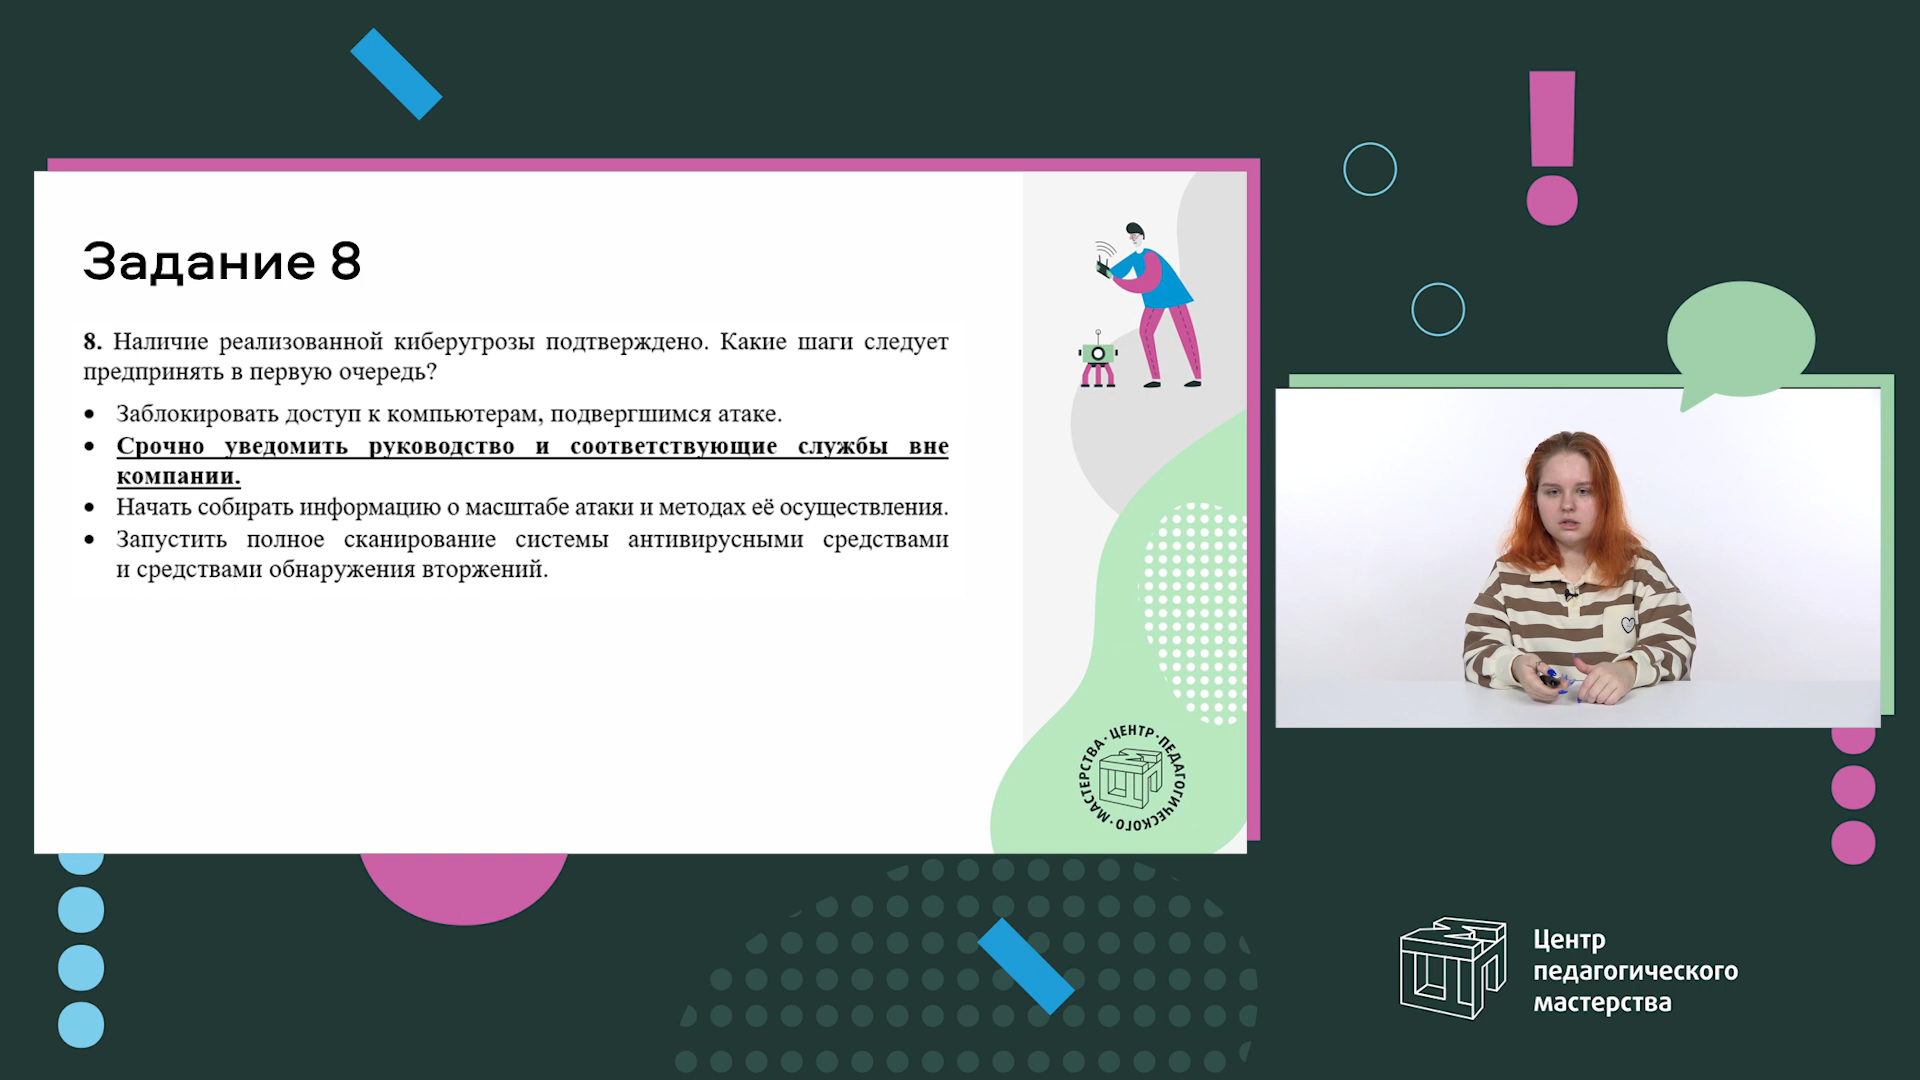 Задание 8
8. Наличие реализованной киберугрозы подтверждено. Какие шаги следует
предпринять в первую очередь?
• Заблокировать доступ к компьютерам, подвергшимся атаке.
• Срочно уведомить руководство и соответствующие службы вне
компании.
• Начать собирать информацию о масштабе атаки и методах её осуществления.
• Запустить полное сканирование системы антивирусными средствами
и средствами обнаружения вторжений.
ЦЕНТР · ПЕДАГОГИЧЕСКОГО · МАСТЕРСТВА ·
Центр
педагогического
мастерства